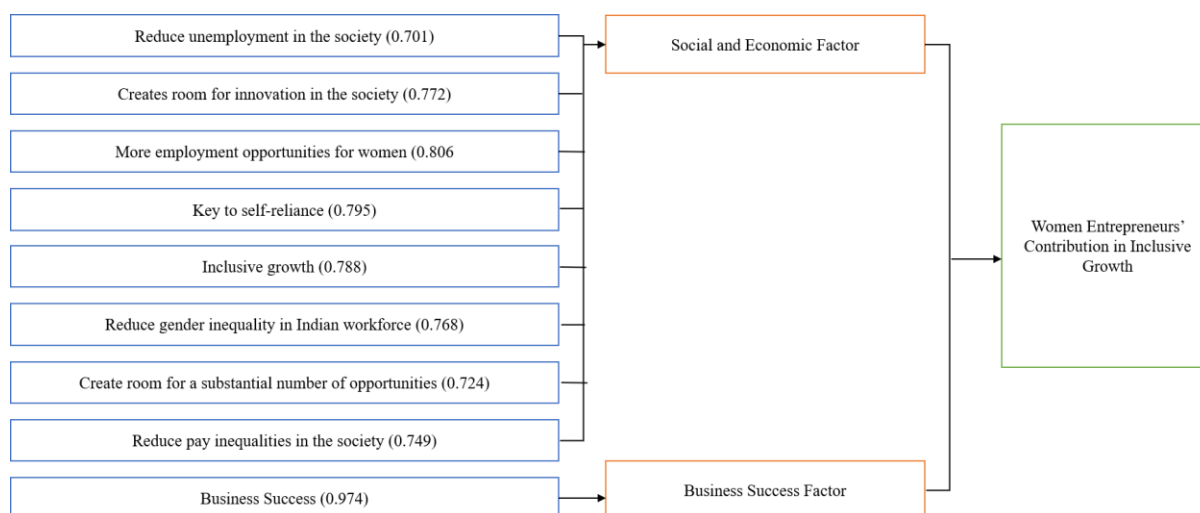 Reduce unemployment in the society (0.701)
Creates room for innovation in the society (0.772)
More employment opportunities for women (0.806
Key to self-reliance (0.795)
Inclusive growth (0.788)
Reduce gender inequality in Indian workforce (0.768)
Create room for a substantial number of opportunities (0.724)
Reduce pay inequalities in the society (0.749)
Business Success (0.974)
Social and Economic Factor
Business Success Factor
Women Entrepreneurs’
Contribution in Inclusive
Growth